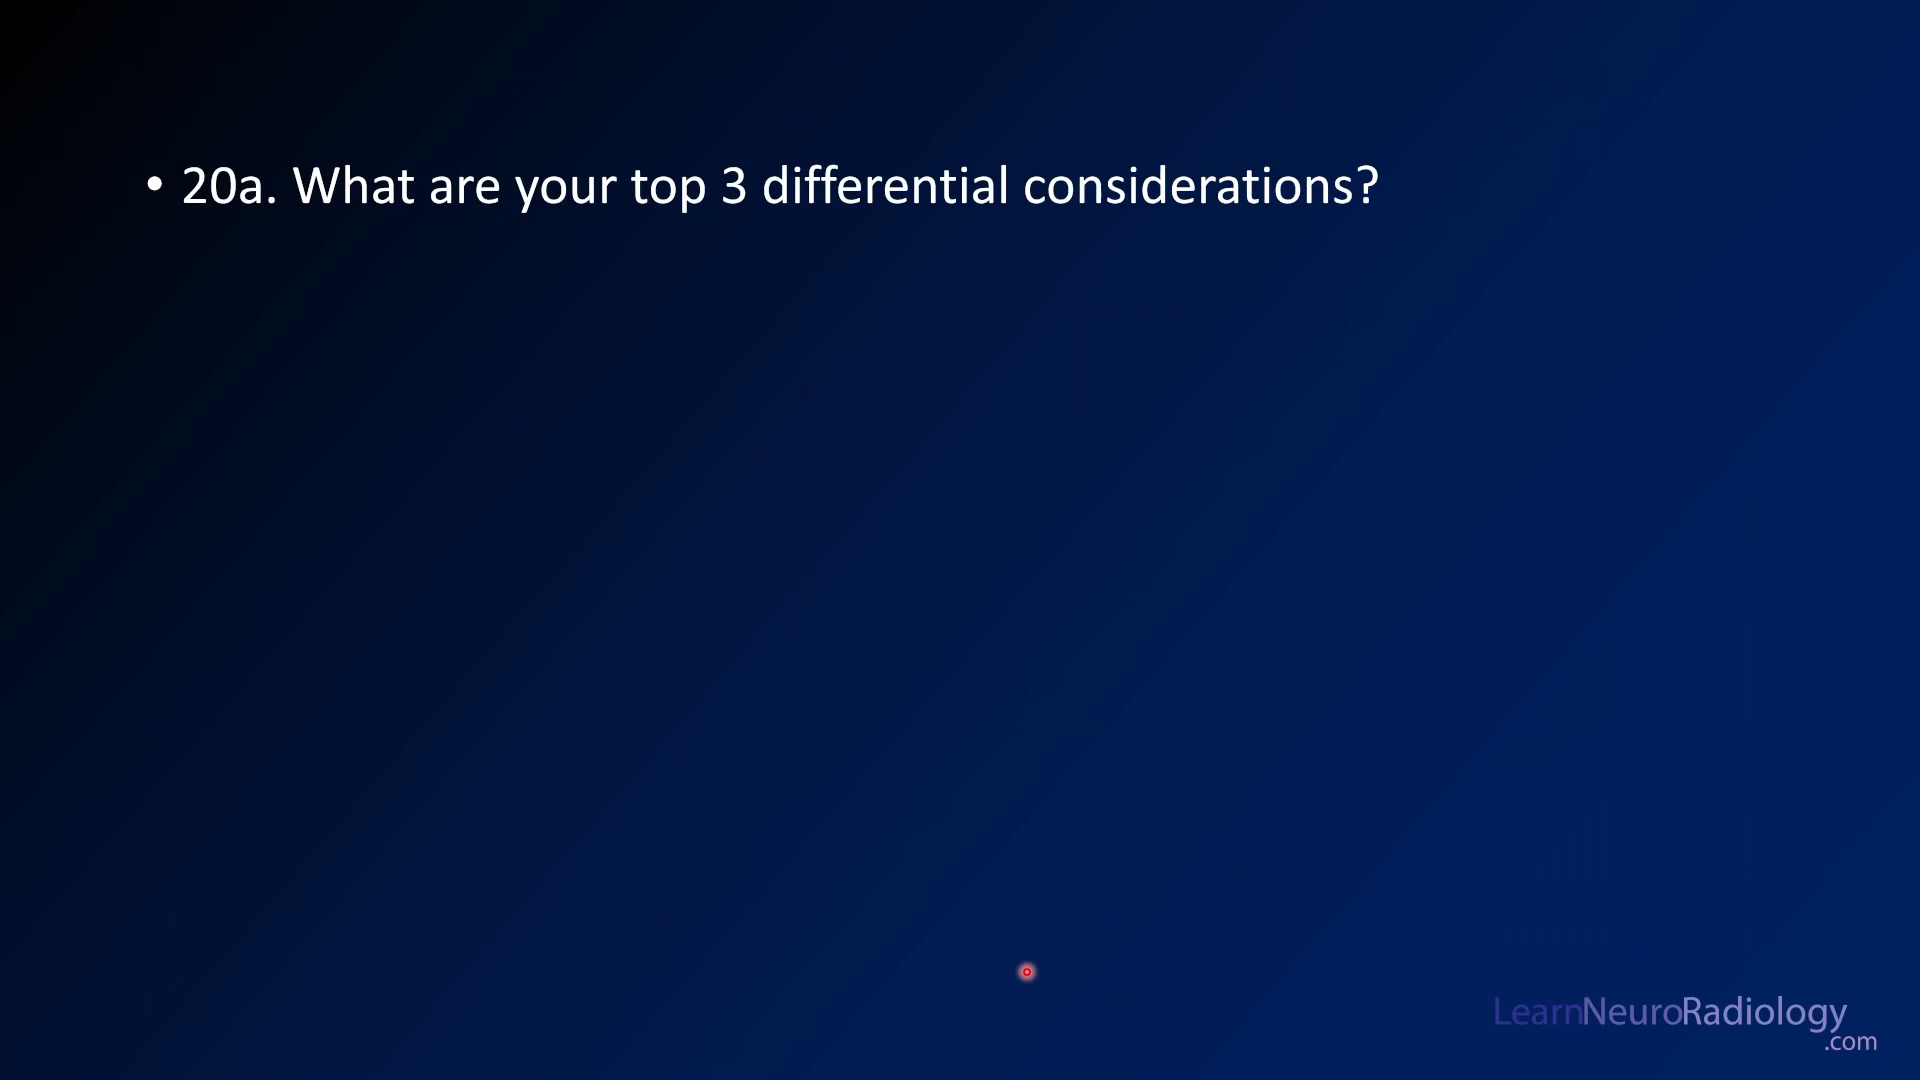 • 20a. What are your top 3 differential considerations?
LearnNeuroRadiology
.com